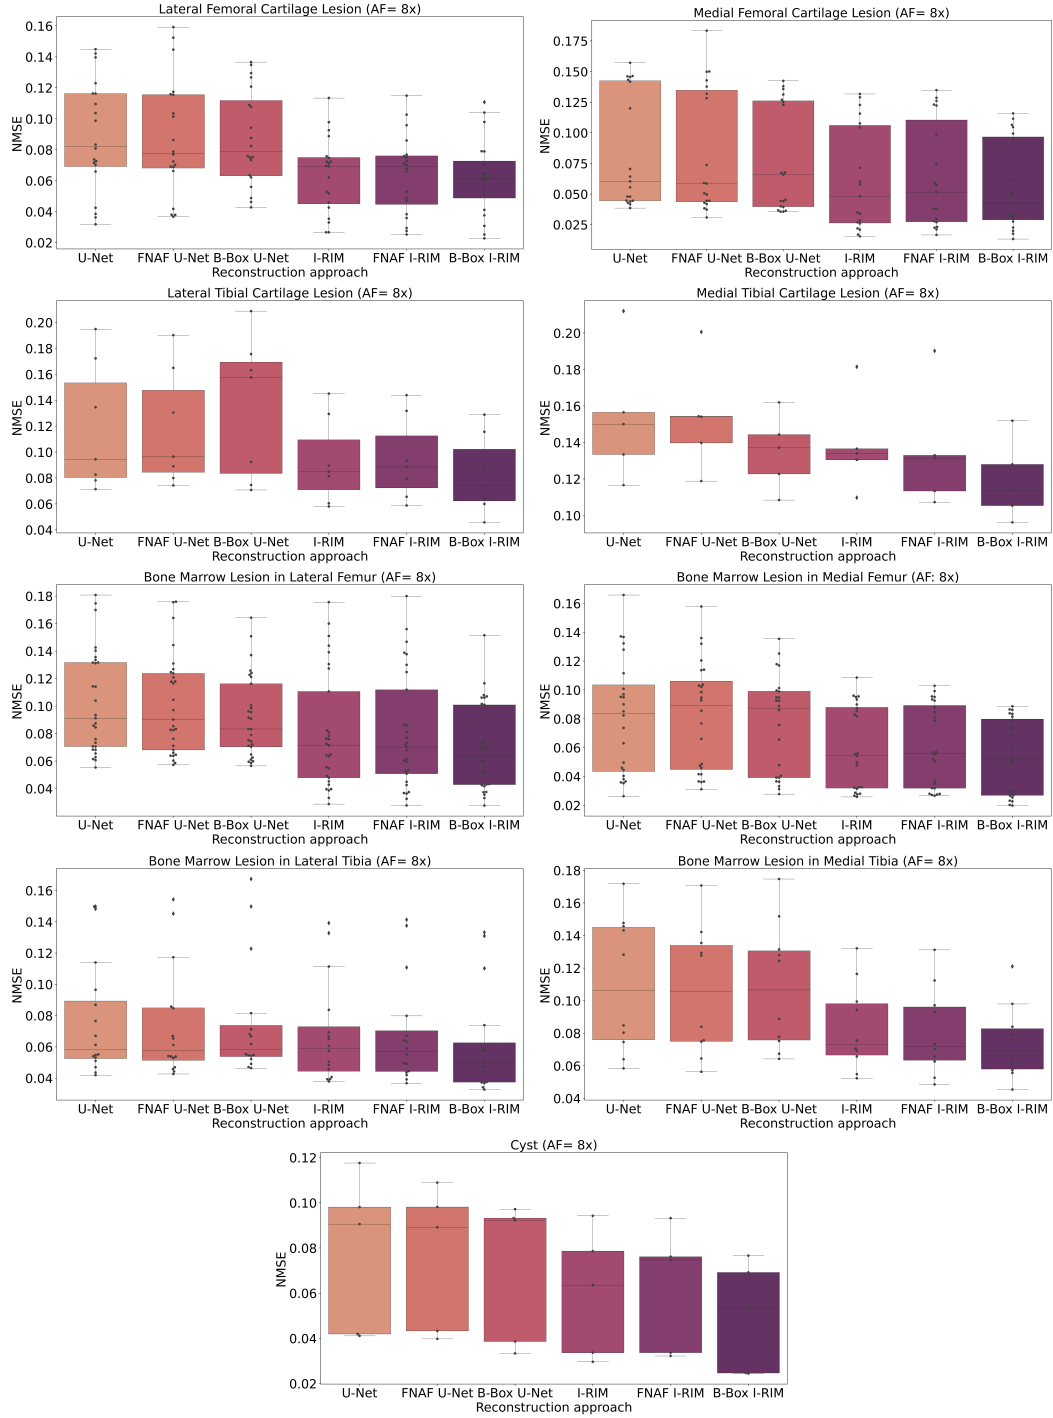 Lateral Femoral Cartilage Lesion (AF= 8x)
NMSE
0.16
0.14
0.12
0.10
0.08
0.06
0.04
0.02
U-Net FNAF U-Net B-Box U-Net I-RIM FNAF I-RIM B-Box I-RIM
Reconstruction approach
Medial Femoral Cartilage Lesion (AF= 8x)
NMSE
0.175
0.150
0.125
0.100
0.075
0.050
0.025
U-Net FNAF U-Net B-Box U-Net I-RIM FNAF I-RIM B-Box I-RIM
Reconstruction approach
Lateral Tibial Cartilage Lesion (AF= 8x)
NMSE
0.20
0.18
0.16
0.14
0.12
0.10
0.08
0.06
0.04
U-Net FNAF U-Net B-Box U-Net I-RIM FNAF I-RIM B-Box I-RIM
Reconstruction approach
Medial Tibial Cartilage Lesion (AF= 8x)
NMSE
0.20
0.18
0.16
0.14
0.12
0.10
U-Net FNAF U-Net B-Box U-Net I-RIM FNAF I-RIM B-Box I-RIM
Reconstruction approach
Bone Marrow Lesion in Lateral Femur (AF= 8x)
NMSE
0.18
0.16
0.14
0.12
0.10
0.08
0.06
0.04
U-Net FNAF U-Net B-Box U-Net I-RIM FNAF I-RIM B-Box I-RIM
Reconstruction approach
Bone Marrow Lesion in Medial Femur (AF: 8x)
NMSE
0.16
0.14
0.12
0.10
0.08
0.06
0.04
0.02
U-Net FNAF U-Net B-Box U-Net I-RIM FNAF I-RIM B-Box I-RIM
Reconstruction approach
Bone Marrow Lesion in Lateral Tibia (AF= 8x)
NMSE
0.16
0.14
0.12
0.10
0.08
0.06
0.04
U-Net FNAF U-Net B-Box U-Net I-RIM FNAF I-RIM B-Box I-RIM
Reconstruction approach
Bone Marrow Lesion in Medial Tibia (AF= 8x)
NMSE
0.18
0.16
0.14
0.12
0.10
0.08
0.06
0.04
U-Net FNAF U-Net B-Box U-Net I-RIM FNAF I-RIM B-Box I-RIM
Reconstruction approach
Cyst (AF= 8x)
NMSE
0.12
0.10
0.08
0.06
0.04
0.02
U-Net FNAF U-Net B-Box U-Net I-RIM FNAF I-RIM B-Box I-RIM
Reconstruction approach